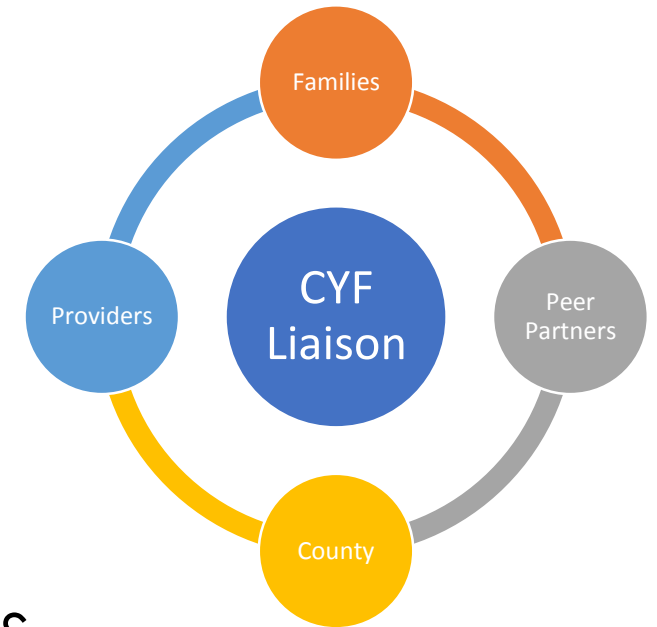 Families
CYF
Liaison
Providers
Peer
Partners
County